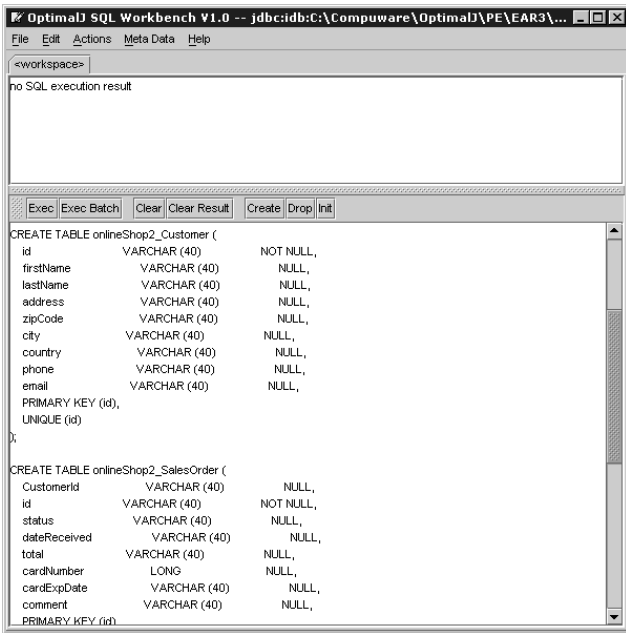 OptimalJ SQL Workbench V1.0 -- jdbc:idb:C:\Compuware\OptimalJ\PE\EAR3\...
File Edit Actions Meta Data Help
<workspace>
no SQL execution result
Exec Exec Batch Clear Clear Result Create Drop Init
CREATE TABLE onlineShop2_Customer (
id VARCHAR (40) NOT NULL,
firstName VARCHAR (40) NULL,
lastName VARCHAR (40) NULL,
address VARCHAR (40) NULL,
zipCode VARCHAR (40) NULL,
city VARCHAR (40) NULL,
country VARCHAR (40) NULL,
phone VARCHAR (40) NULL,
email VARCHAR (40) NULL,
PRIMARY KEY (id),
UNIQUE (id)
);
CREATE TABLE onlineShop2_SalesOrder (
CustomerId VARCHAR (40) NULL,
id VARCHAR (40) NOT NULL,
status VARCHAR (40) NULL,
dateReceived VARCHAR (40) NULL,
total VARCHAR (40) NULL,
cardNumber LONG NULL,
cardExpDate VARCHAR (40) NULL,
comment VARCHAR (40) NULL,
PRIMARY KEY (id)